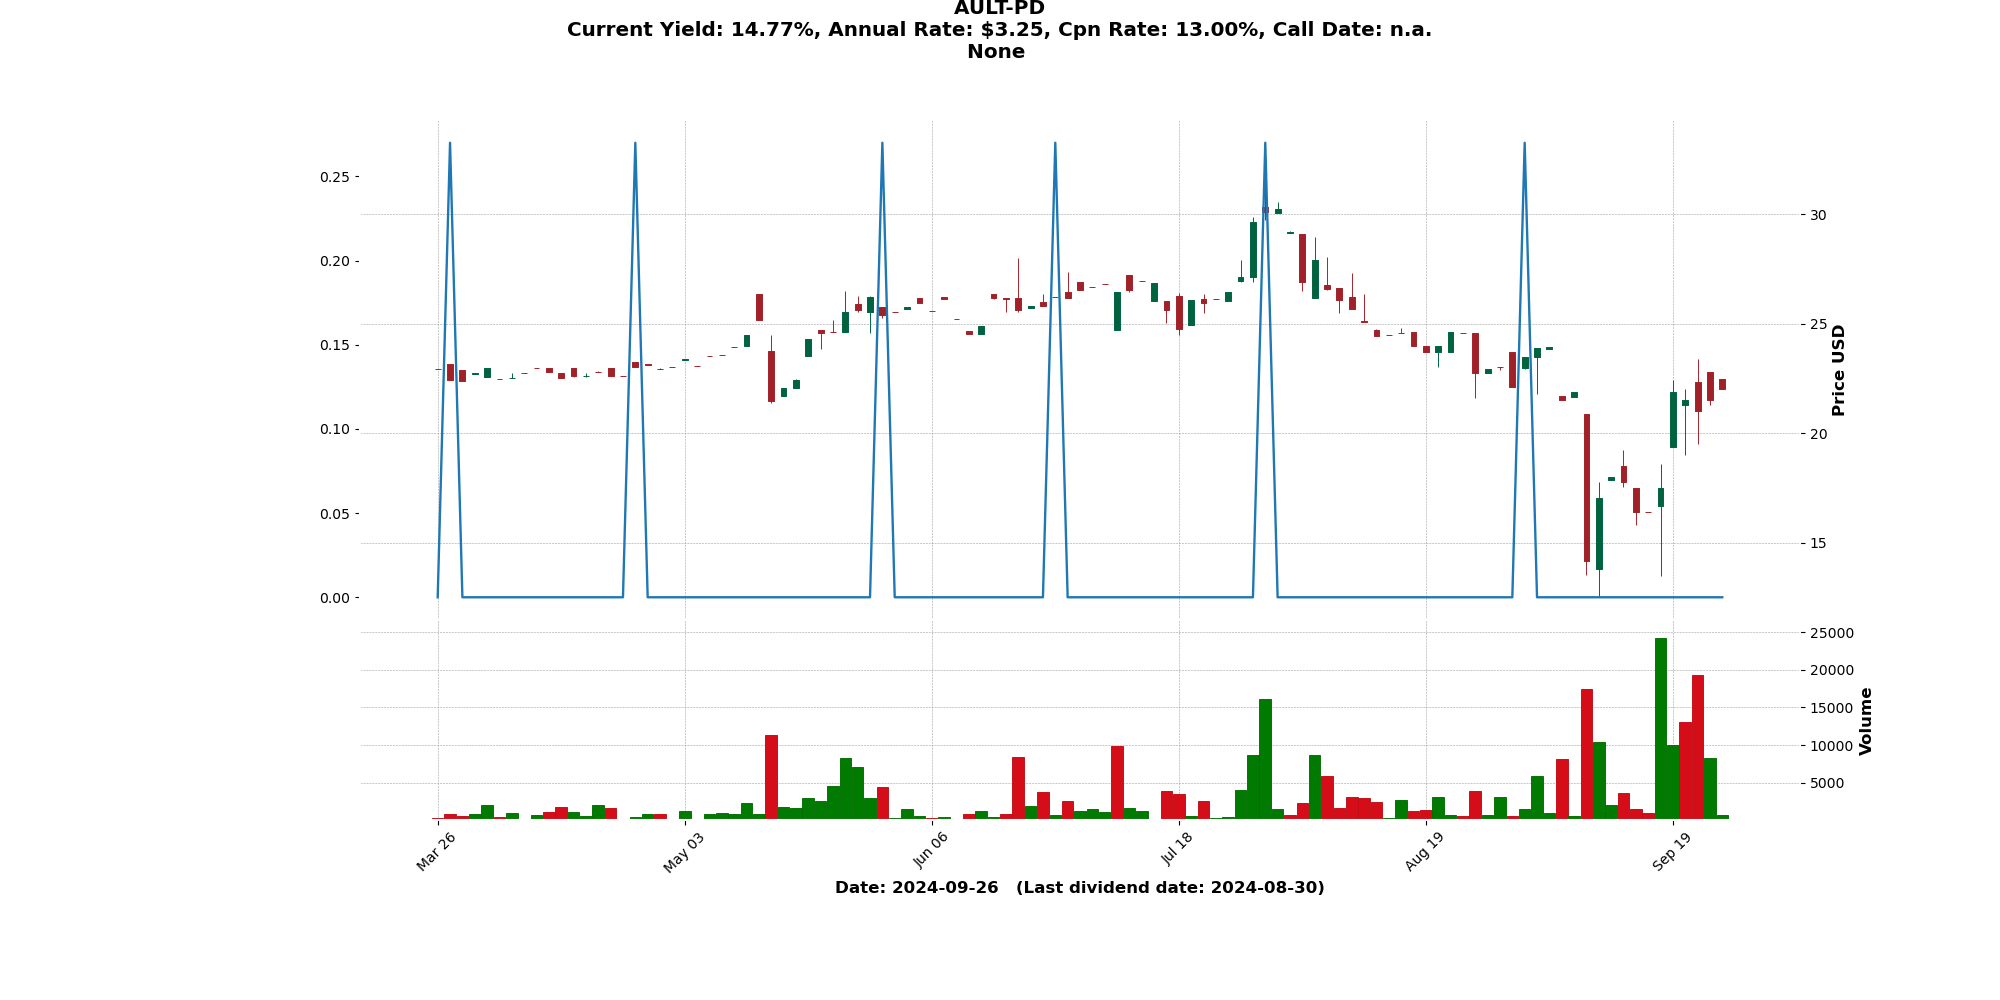 AULT-PD
Current Yield: 14.77%, Annual Rate: $3.25, Cpn Rate: 13.00%, Call Date: n.a.
None
0.25
0.20
0.15
0.10
0.05
0.00
30
25
20
15
Price USD
25000
20000
15000
10000
5000
Volume
Mar 26
May 03
Jun 06
Jul 18
Aug 19
Sep 19
Date: 2024-09-26 (Last dividend date: 2024-08-30)